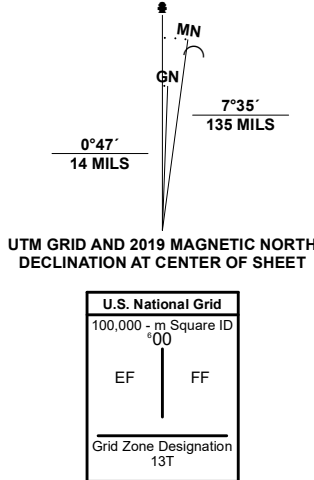 MN
GN
7°35´
135 MILS
0°47´
14 MILS
UTM GRID AND 2019 MAGNETIC NORTH
DECLINATION AT CENTER OF SHEET
U.S. National Grid
100,000 - m Square ID
⁶00
EF FF
Grid Zone Designation
13T